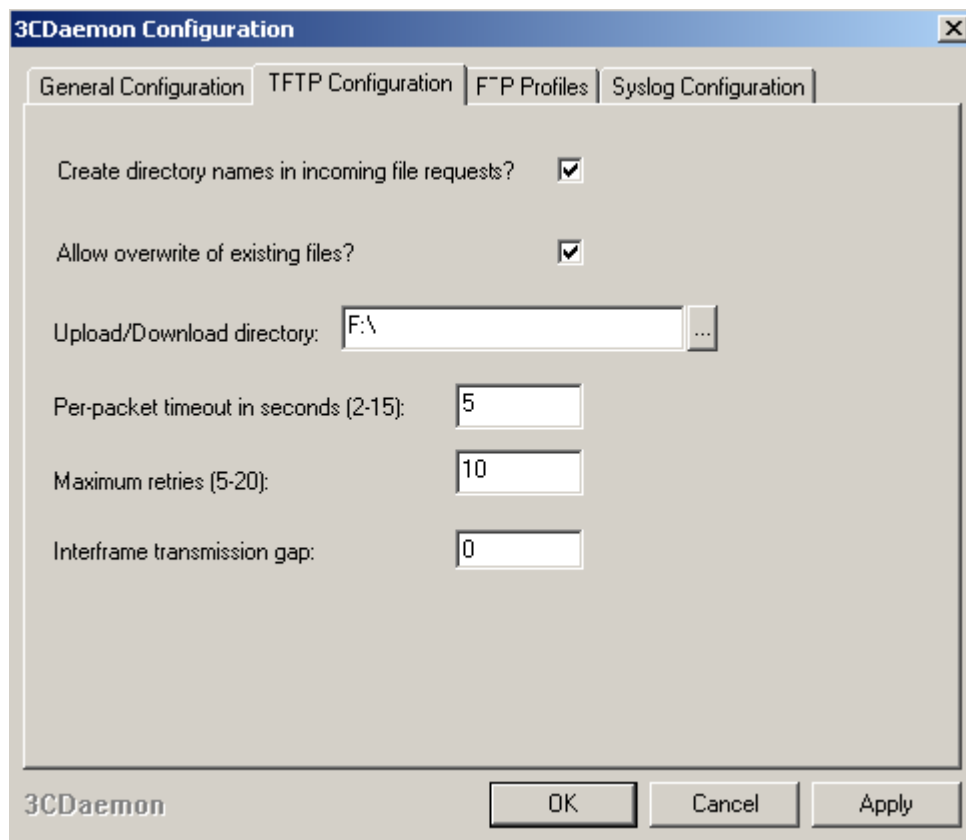 3CDaemon Configuration
General Configuration TFTP Configuration FTP Profiles Syslog Configuration
Create directory names in incoming file requests?
Allow overwrite of existing files?
Upload/Download directory: F:\ ...
Per-packet timeout in seconds (2-15): 5
Maximum retries (5-20): 10
Interframe transmission gap: 0
3CDaemon OK Cancel Apply